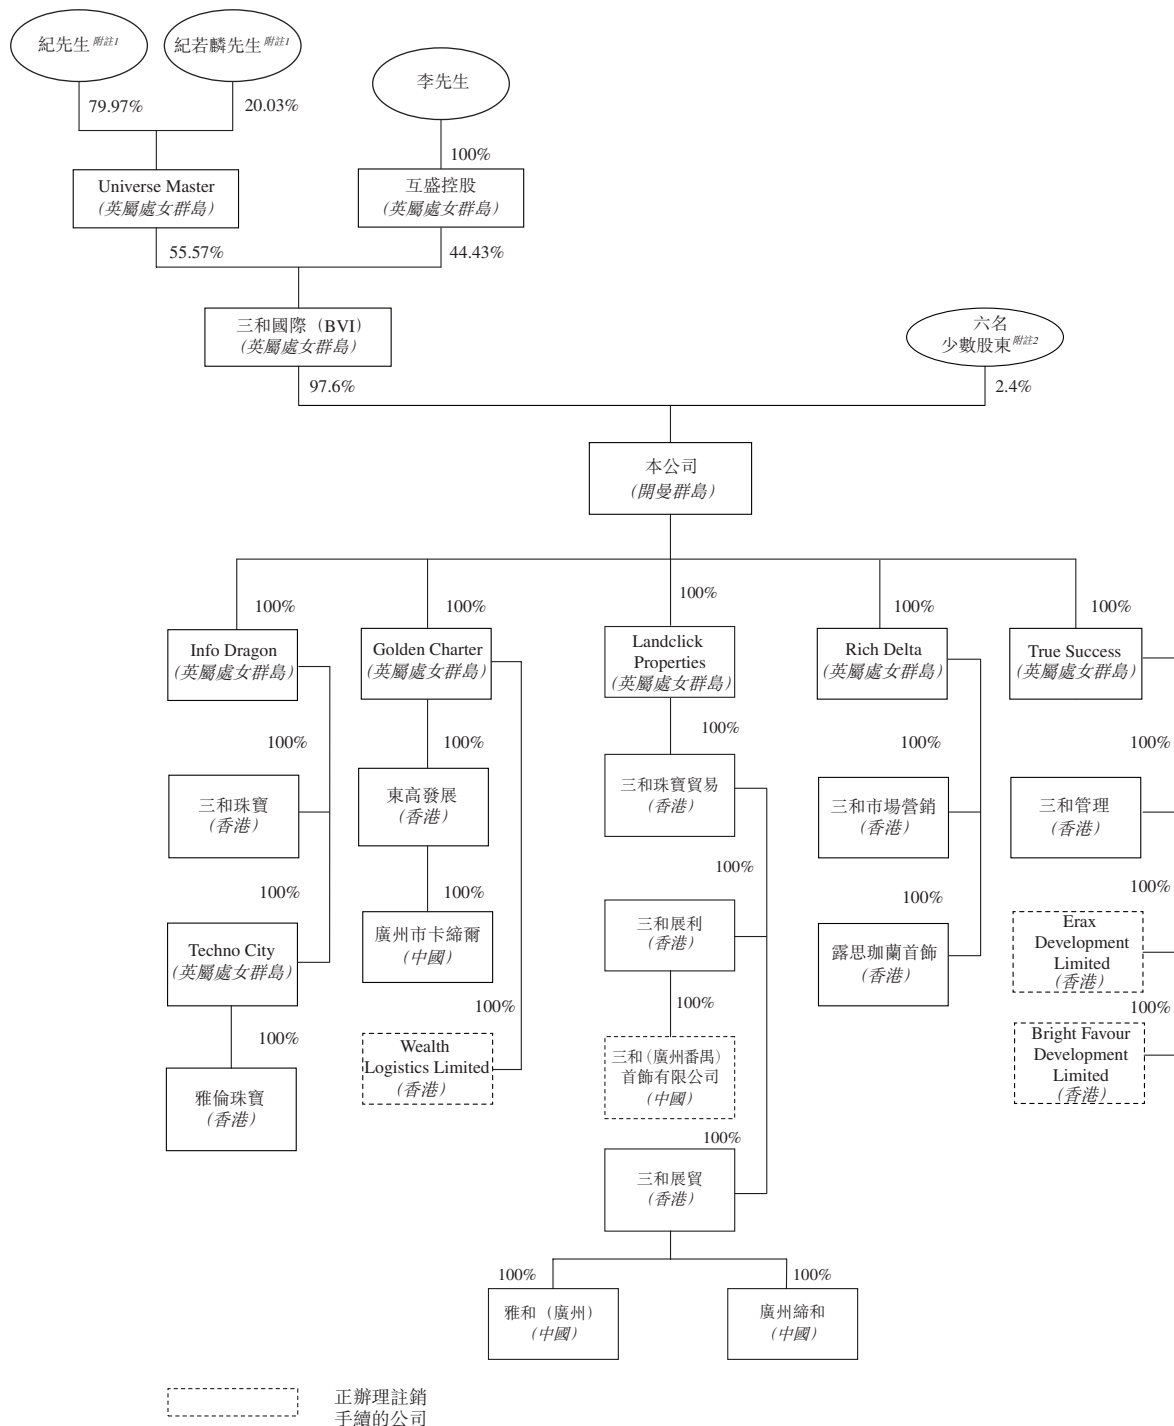 紀先生附註1
紀若麟先生附註1
李先生
79.97%
20.03%
100%
Universe Master
(英屬處女群島)
互盛控股
(英屬處女群島)
55.57%
44.43%
三和國際（BVI）
(英屬處女群島)
六名
少數股東附註2
97.6%
2.4%
本公司
(開曼群島)
100%
100%
100%
100%
100%
Info Dragon
(英屬處女群島)
Golden Charter
(英屬處女群島)
Landclick
Properties
(英屬處女群島)
Rich Delta
(英屬處女群島)
True Success
(英屬處女群島)
100%
100%
100%
100%
100%
三和珠寶
(香港)
東高發展
(香港)
三和珠寶貿易
(香港)
三和市場營銷
(香港)
三和管理
(香港)
100%
100%
100%
100%
100%
Techno City
(英屬處女群島)
廣州市卡締爾
(中國)
三和展利
(香港)
露思珈蘭首飾
(香港)
Erax
Development
Limited
(香港)
100%
100%
100%
100%
雅倫珠寶
(香港)
Wealth
Logistics Limited
(香港)
三和（廣州番禺）
首飾有限公司
(中國)
Bright Favour
Development
Limited
(香港)
100%
三和展貿
(香港)
100%
100%
雅和（廣州）
(中國)
廣州締和
(中國)
正辦理註銷
手續的公司